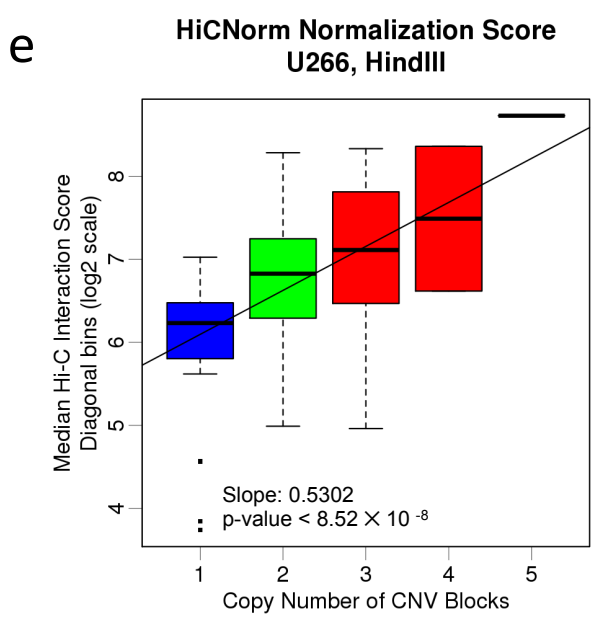 e
HiCNorm Normalization Score
U266, HindIII
Median Hi-C Interaction Score
Diagonal bins (log2 scale)
8
7
6
5
4
Slope: 0.5302
p-value < 8.52 × 10 -8
1 2 3 4 5
Copy Number of CNV Blocks